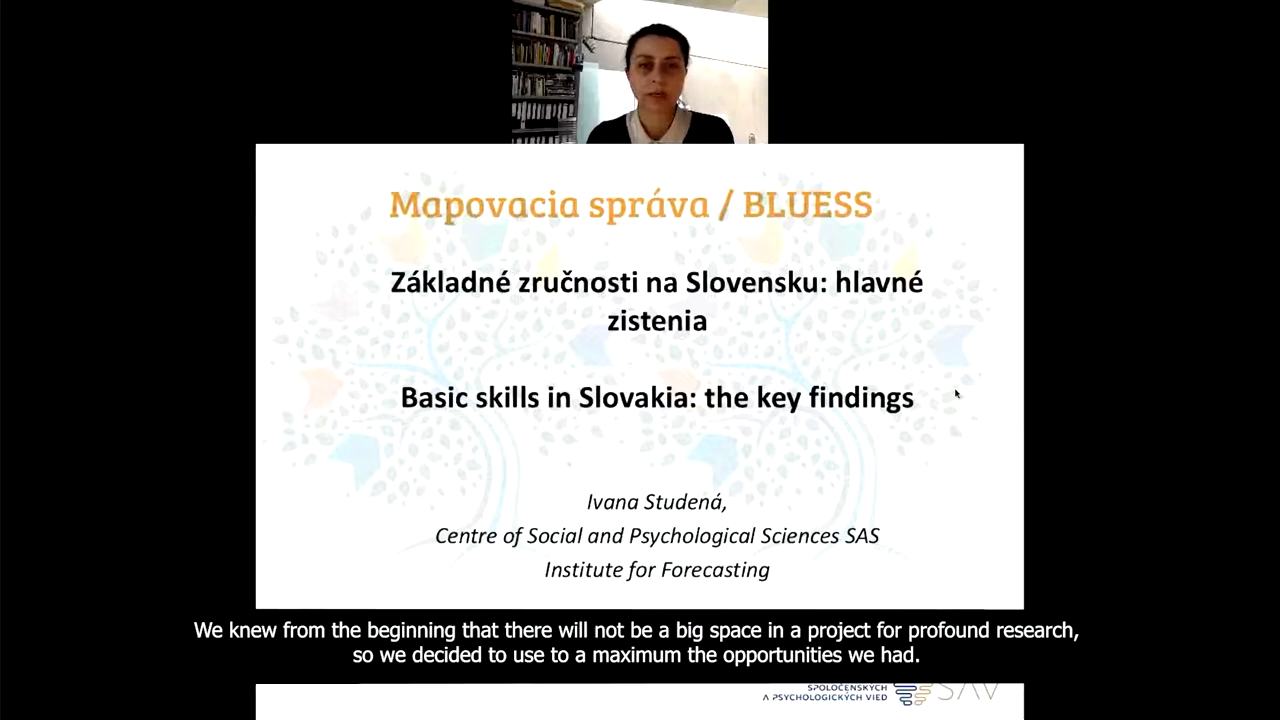 Mapovacia správa / BLUESS
Základné zručnosti na Slovensku: hlavné
zistenia
Basic skills in Slovakia: the key findings
Ivana Studená,
Centre of Social and Psychological Sciences SAS
Institute for Forecasting
We knew from the beginning that there will not be a big space in a project for profound research,
so we decided to use to a maximum the opportunities we had.
SPOLOČENSKÝCH
A PSYCHOLOGICKÝCH VIED
SAV